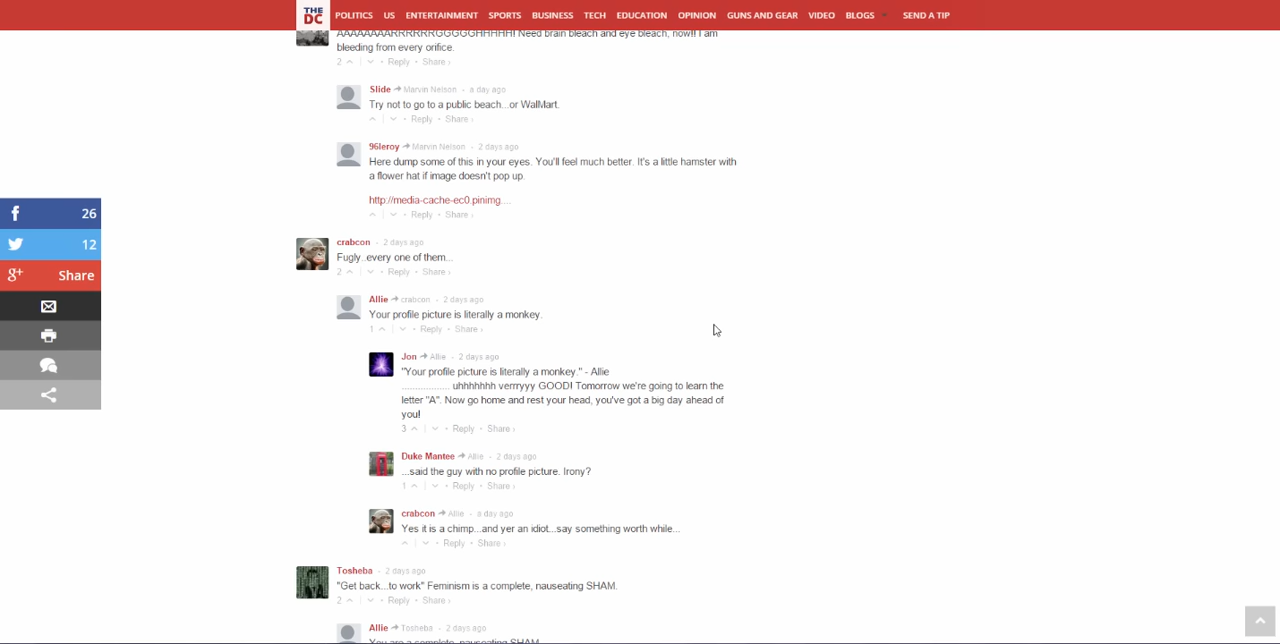 THE
DC
POLITICS US ENTERTAINMENT SPORTS BUSINESS TECH EDUCATION OPINION GUNS AND GEAR VIDEO BLOGS SEND A TIP
AAAAAAAARRRRRRGGGGGHHHHH! Need brain bleach and eye bleach, now!! I am
bleeding from every orifice.
2 • Reply • Share ›
Slide Marvin Nelson • a day ago
Try not to go to a public beach...or WalMart.
• Reply • Share ›
96leroy Marvin Nelson • 2 days ago
Here dump some of this in your eyes. You'll feel much better. It's a little hamster with
a flower hat if image doesn't pop up.
http://media-cache-ec0.pinimg....
• Reply • Share ›
26
12
Share
crabcon • 2 days ago
Fugly..every one of them...
2 • Reply • Share ›
Allie crabcon • 2 days ago
Your profile picture is literally a monkey.
1 • Reply • Share ›
Jon Allie • 2 days ago
"Your profile picture is literally a monkey." - Allie
.................. uhhhhhhh verrryyy GOOD! Tomorrow we're going to learn the
letter "A". Now go home and rest your head, you've got a big day ahead of
you!
3 • Reply • Share ›
Duke Mantee Allie • 2 days ago
...said the guy with no profile picture. Irony?
1 • Reply • Share ›
crabcon Allie • a day ago
Yes it is a chimp...and yer an idiot...say something worth while...
• Reply • Share ›
Tosheba • 2 days ago
"Get back...to work" Feminism is a complete, nauseating SHAM.
2 • Reply • Share ›
Allie Tosheba • 2 days ago
You are a complete, nauseating SHAM.